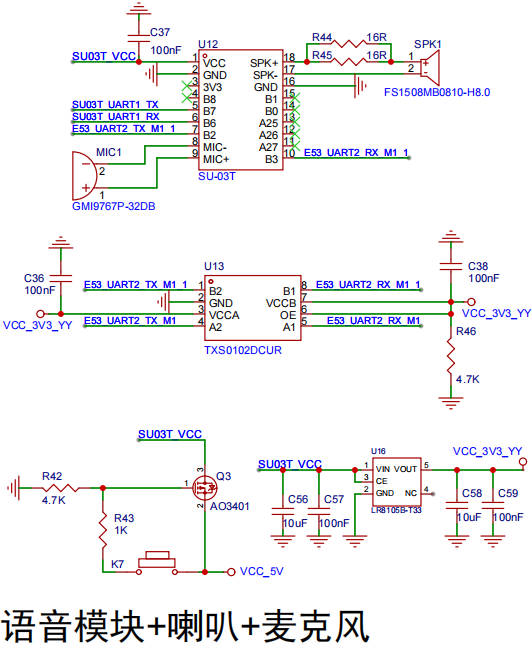 C37
100nF
SU03T_VCC
U12
1 VCC SPK+ 18
2 GND SPK- 17
3 3V3 GND 16
4 B8 B1 15
5 B7 B0 14
6 B6 A25 13
7 B2 A26 12
8 MIC- A27 11
9 MIC+ B3 10
SU-03T
R44 16R
R45 16R
SPK1
1
2
FS1508MB0810-H8.0
SU03T_UART1_TX
SU03T_UART1_RX
E53_UART2_TX_M1_1
E53_UART2_RX_M1_1
MIC1
2
1
GMI9767P-32DB
C36
100nF
VCC_3V3_YY
E53_UART2_TX_M1_1
E53_UART2_TX_M1
U13
1 B2 B1 8
2 GND VCCB 7
3 VCCA OE 6
4 A2 A1 5
TXS0102DCUR
E53_UART2_RX_M1_1
E53_UART2_RX_M1
C38
100nF
VCC_3V3_YY
R46
4.7K
SU03T_VCC
R42
4.7K
3
1
2
Q3
AO3401
R43
1K
K7
VCC_5V
SU03T_VCC
U16
1 VIN VOUT 5
3 CE
2 GND NC 4
LR8105B-T33
VCC_3V3_YY
C56
10uF
C57
100nF
C58
10uF
C59
100nF
语音模块+喇叭+麦克风